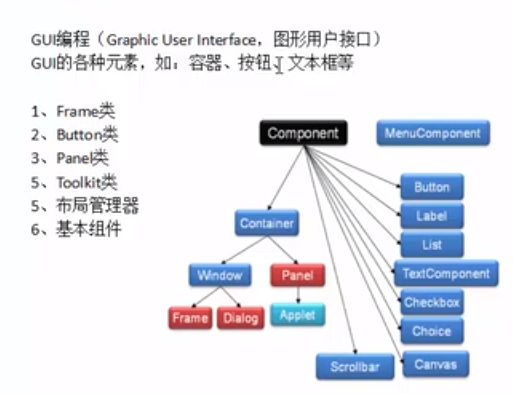 GUI编程（Graphic User Interface，图形用户接口）
GUI的各种元素，如：容器、按钮、文本框等
1、Frame类
2、Button类
3、Panel类
5、Toolkit类
5、布局管理器
6、基本组件
Component
MenuComponent
Button
Label
List
TextComponent
Checkbox
Choice
Canvas
Scrollbar
Container
Window
Panel
Frame
Dialog
Applet